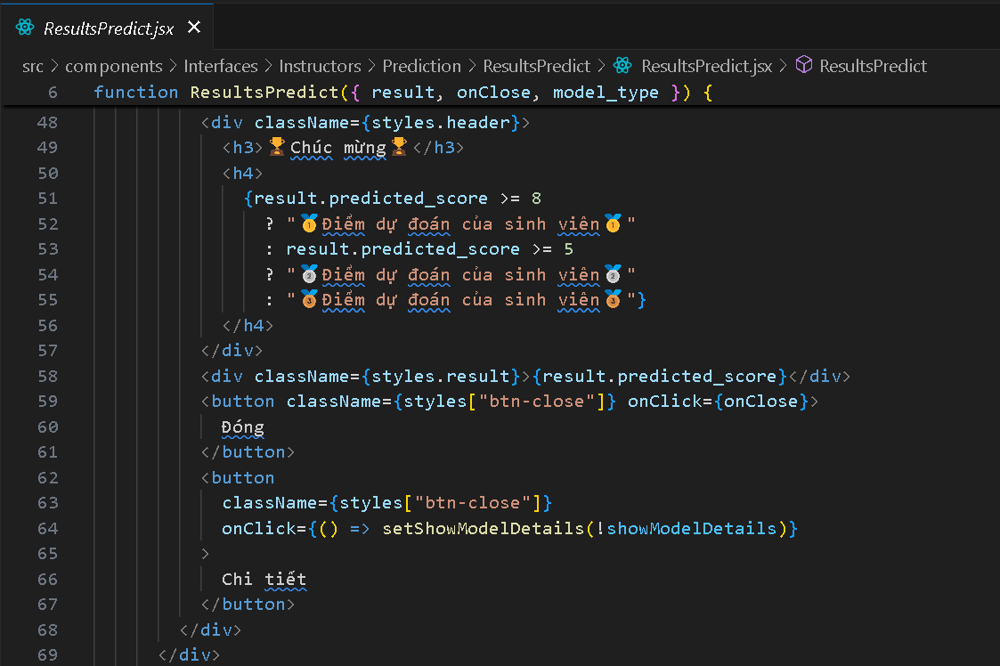 ResultsPredict.jsx ×
src > components > Interfaces > Instructors > Prediction > ResultsPredict > ResultsPredict.jsx > ResultsPredict
6 function ResultsPredict({ result, onClose, model_type }) {
48 <div className={styles.header}>
49 <h3>🏆Chúc mừng🏆</h3>
50 <h4>
51 {result.predicted_score >= 8
52 ? "🥇Điểm dự đoán của sinh viên🥇"
53 : result.predicted_score >= 5
54 ? "🥈Điểm dự đoán của sinh viên🥈"
55 : "🥉Điểm dự đoán của sinh viên🥉"}
56 </h4>
57 </div>
58 <div className={styles.result}>{result.predicted_score}</div>
59 <button className={styles["btn-close"]} onClick={onClose}>
60 Đóng
61 </button>
62 <button
63 className={styles["btn-close"]}
64 onClick={() => setShowModelDetails(!showModelDetails)}
65 >
66 Chi tiết
67 </button>
68 </div>
69 </div>